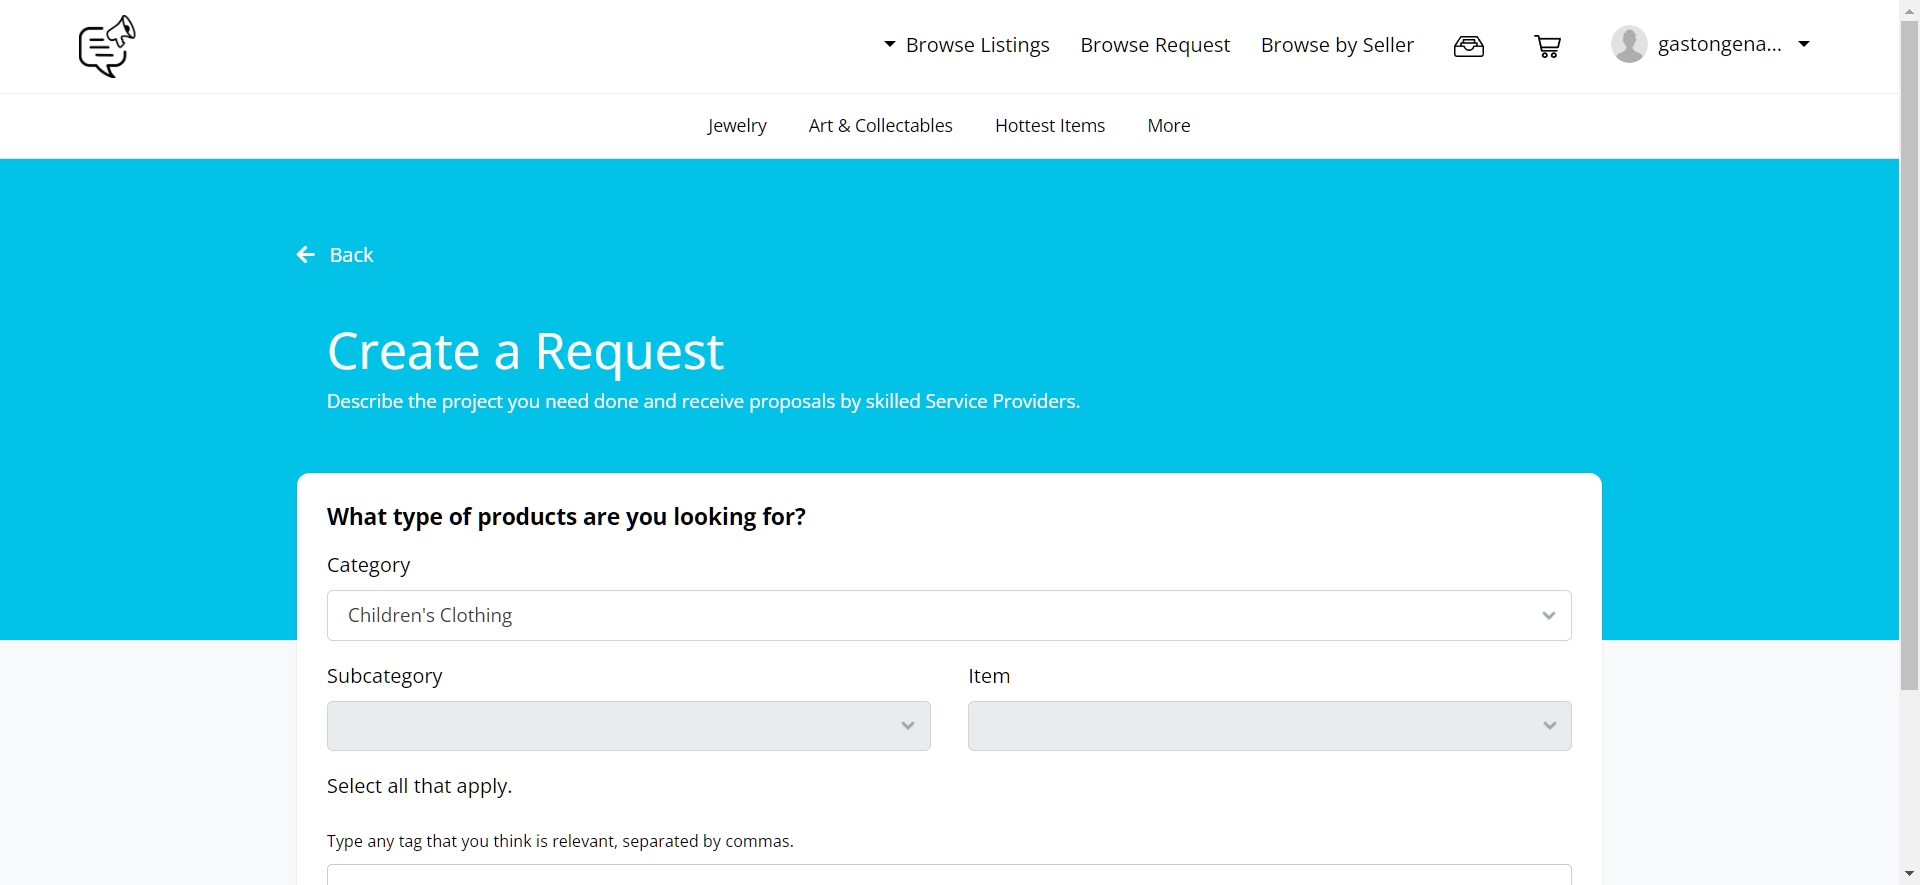 Browse Listings Browse Request Browse by Seller gastongena...
Jewelry Art & Collectables Hottest Items More
Back
Create a Request
Describe the project you need done and receive proposals by skilled Service Providers.
What type of products are you looking for?
Category
Children's Clothing
Subcategory Item
Select all that apply.
Type any tag that you think is relevant, separated by commas.